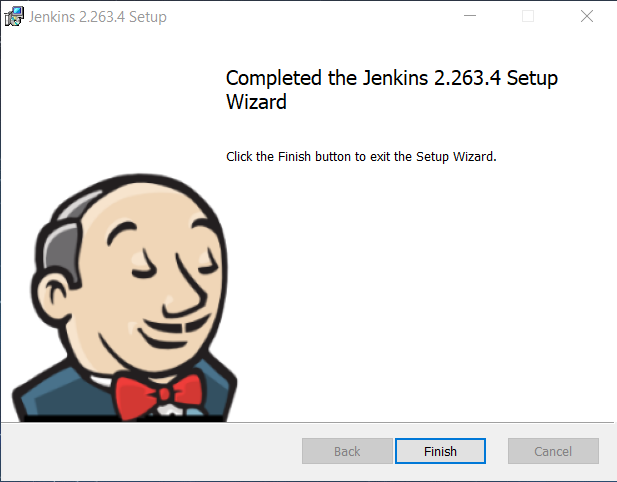 Jenkins 2.263.4 Setup
Completed the Jenkins 2.263.4 Setup
Wizard
Click the Finish button to exit the Setup Wizard.
Back
Finish
Cancel